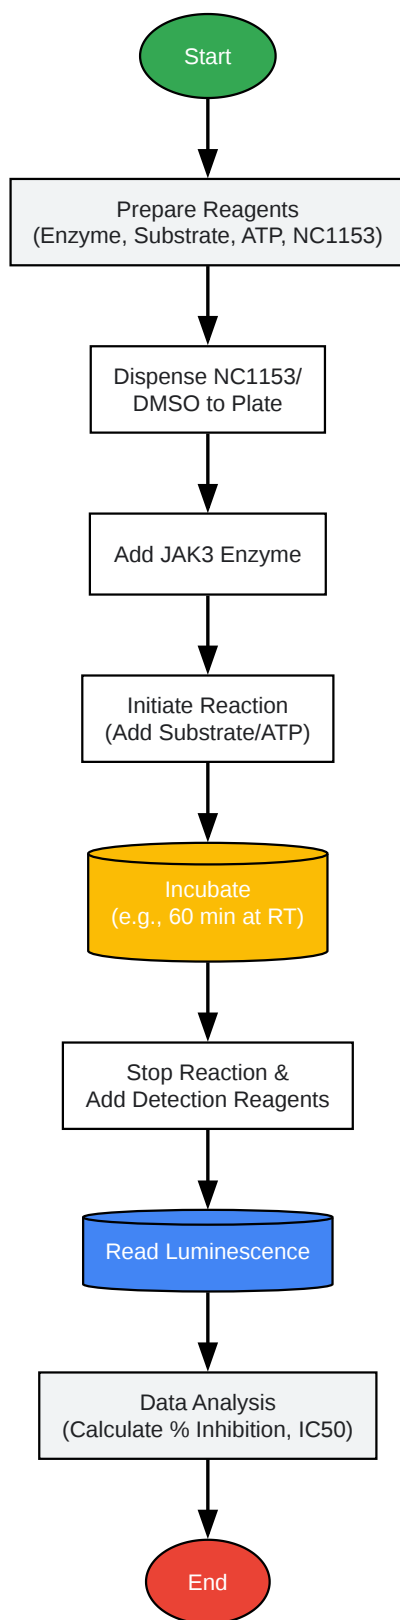 Start
Prepare Reagents
(Enzyme, Substrate, ATP, NC1153)
Dispense NC1153/
DMSO to Plate
Add JAK3 Enzyme
Initiate Reaction
(Add Substrate/ATP)
Incubate
(e.g., 60 min at RT)
Stop Reaction &
Add Detection Reagents
Read Luminescence
Data Analysis
(Calculate % Inhibition, IC50)
End